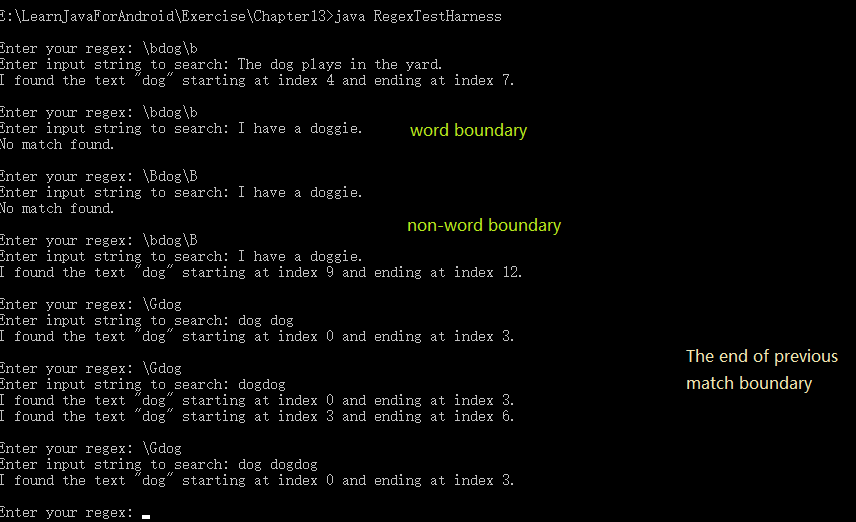 E:\LearnJavaForAndroid\Exercise\Chapter13>java RegexTestHarness
Enter your regex: \bdog\b
Enter input string to search: The dog plays in the yard.
I found the text "dog" starting at index 4 and ending at index 7.
Enter your regex: \bdog\b
Enter input string to search: I have a doggie.
word boundary
No match found.
Enter your regex: \Bdog\B
Enter input string to search: I have a doggie.
No match found.
non-word boundary
Enter your regex: \bdog\B
Enter input string to search: I have a doggie.
I found the text "dog" starting at index 9 and ending at index 12.
Enter your regex: \Gdog
Enter input string to search: dog dog
I found the text "dog" starting at index 0 and ending at index 3.
The end of previous
match boundary
Enter your regex: \Gdog
Enter input string to search: dogdog
I found the text "dog" starting at index 0 and ending at index 3.
I found the text "dog" starting at index 3 and ending at index 6.
Enter your regex: \Gdog
Enter input string to search: dog dogdog
I found the text "dog" starting at index 0 and ending at index 3.
Enter your regex: